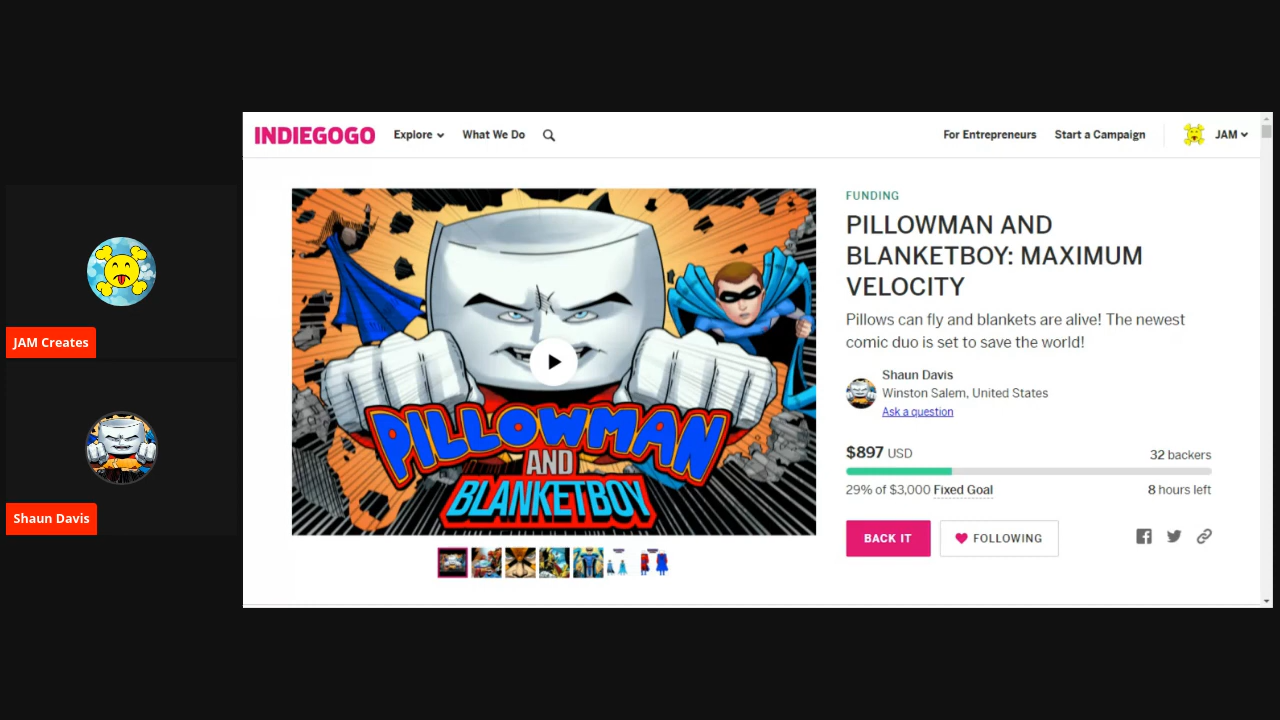 JAM Creates
Shaun Davis
INDIEGOGO Explore What We Do For Entrepreneurs Start a Campaign JAM
PILLOWMAN
AND
BLANKETBOY
FUNDING
PILLOWMAN AND
BLANKETBOY: MAXIMUM
VELOCITY
Pillows can fly and blankets are alive! The newest
comic duo is set to save the world!
Shaun Davis
Winston Salem, United States
Ask a question
$897 USD 32 backers
29% of $3,000 Fixed Goal 8 hours left
BACK IT FOLLOWING